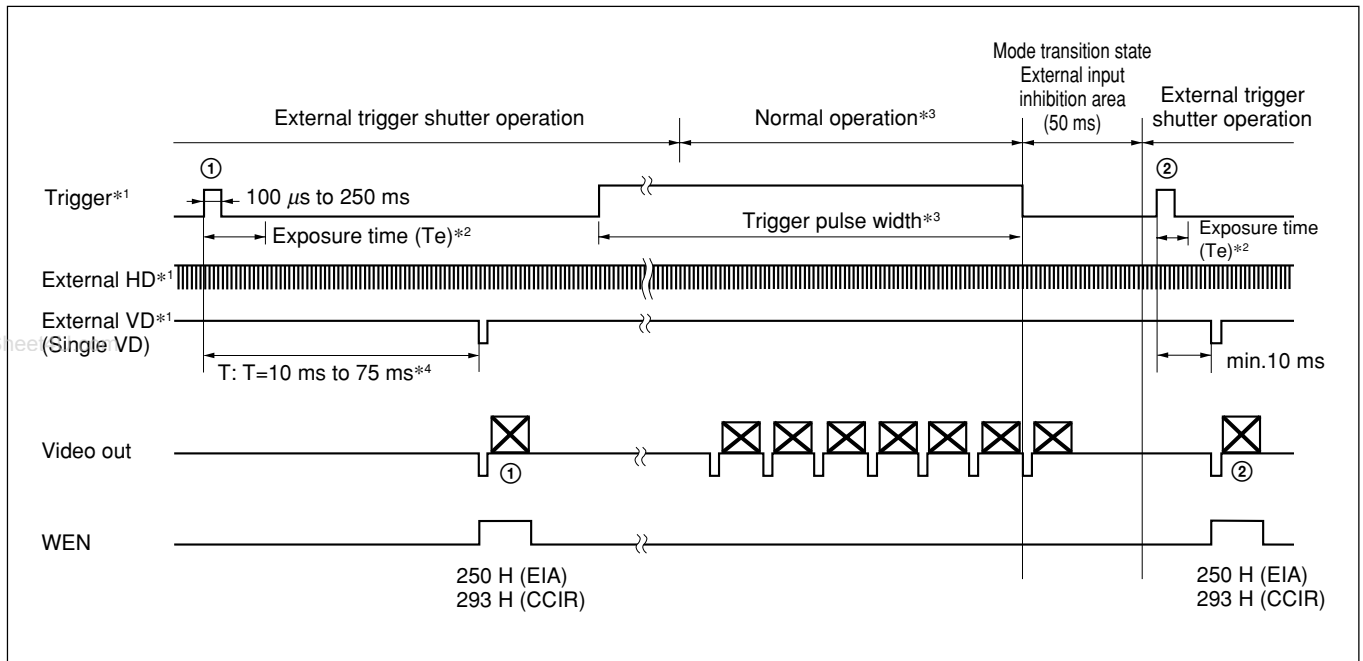 Mode transition state
External input
inhibition area
(50 ms)
External trigger shutter operation
Normal operation*3
External trigger
shutter operation
①
②
Trigger*1
100 μs to 250 ms
Exposure time (Te)*2
Trigger pulse width*3
Exposure time
(Te)*2
External HD*1
External VD*1
(Single VD)
T: T=10 ms to 75 ms*4
min.10 ms
Video out
①
②
WEN
250 H (EIA)
293 H (CCIR)
250 H (EIA)
293 H (CCIR)